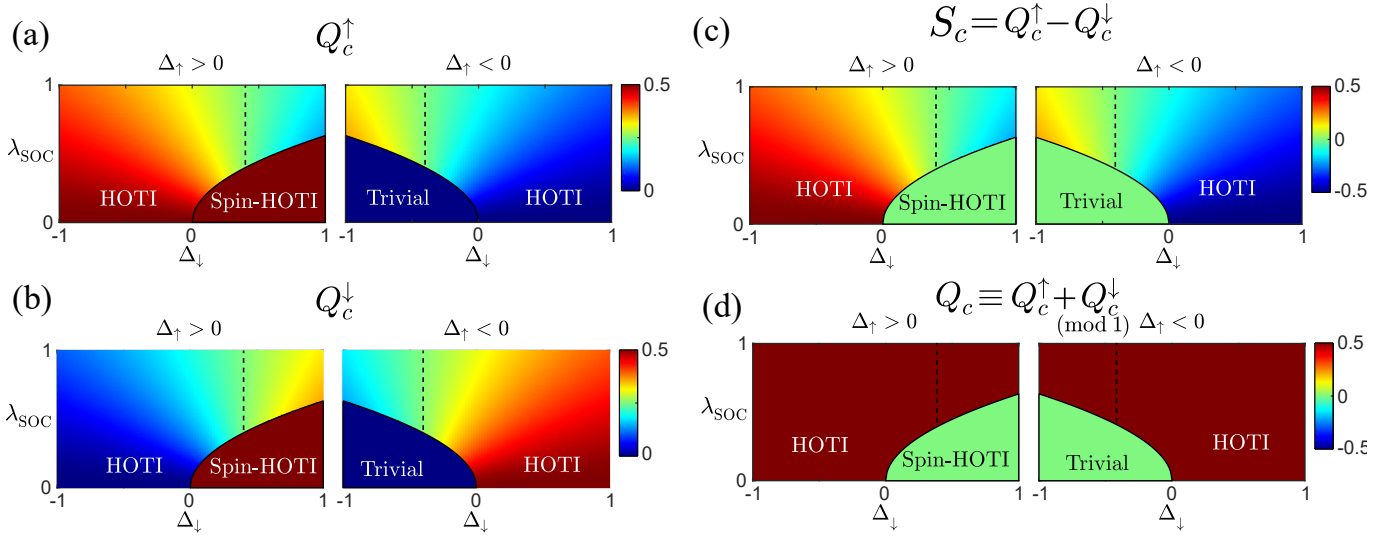 (a)
Q_c^↑
Δ_↑ > 0
Δ_↑ < 0
1
λ_SOC
0
HOTI
Spin-HOTI
Trivial
HOTI
0.5
0
-1
0
1
-1
0
1
Δ_↓
Δ_↓
(b)
Q_c^↓
Δ_↑ > 0
Δ_↑ < 0
1
λ_SOC
0
HOTI
Spin-HOTI
Trivial
HOTI
0.5
0
-1
0
1
-1
0
1
Δ_↓
Δ_↓
(c)
S_c = Q_c^↑ − Q_c^↓
Δ_↑ > 0
Δ_↑ < 0
1
λ_SOC
0
HOTI
Spin-HOTI
Trivial
HOTI
0.5
0
-0.5
-1
0
1
-1
0
1
Δ_↓
Δ_↓
(d)
Q_c ≡ Q_c^↑ + Q_c^↓
(mod 1)
Δ_↑ > 0
Δ_↑ < 0
1
λ_SOC
0
HOTI
Spin-HOTI
Trivial
HOTI
0.5
0
-0.5
-1
0
1
-1
0
1
Δ_↓
Δ_↓